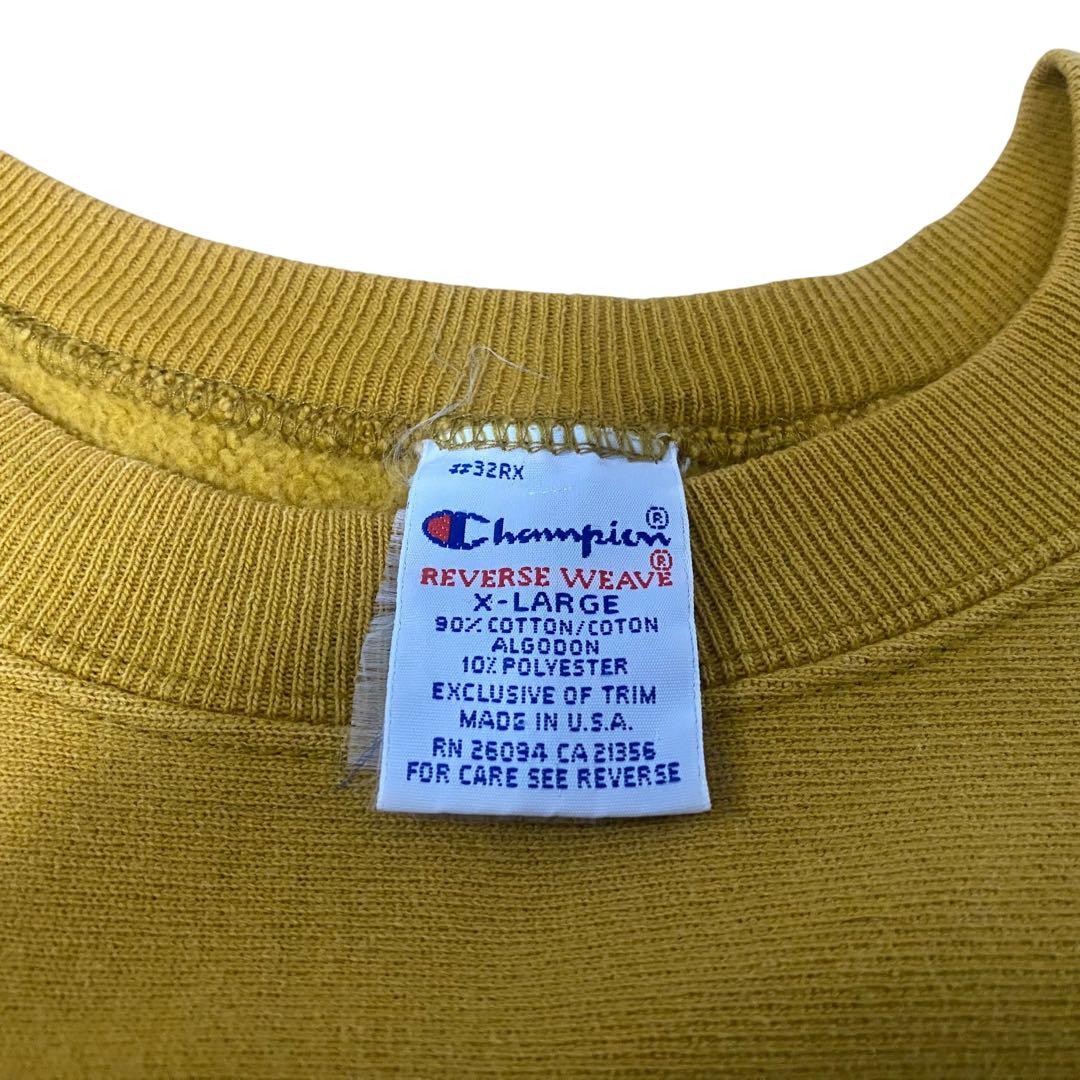 #32RX
Champion®
REVERSE WEAVE®
X-LARGE
90% COTTON/COTON
ALGODON
10% POLYESTER
EXCLUSIVE OF TRIM
MADE IN U.S.A.
RN 26094 CA 21356
FOR CARE SEE REVERSE